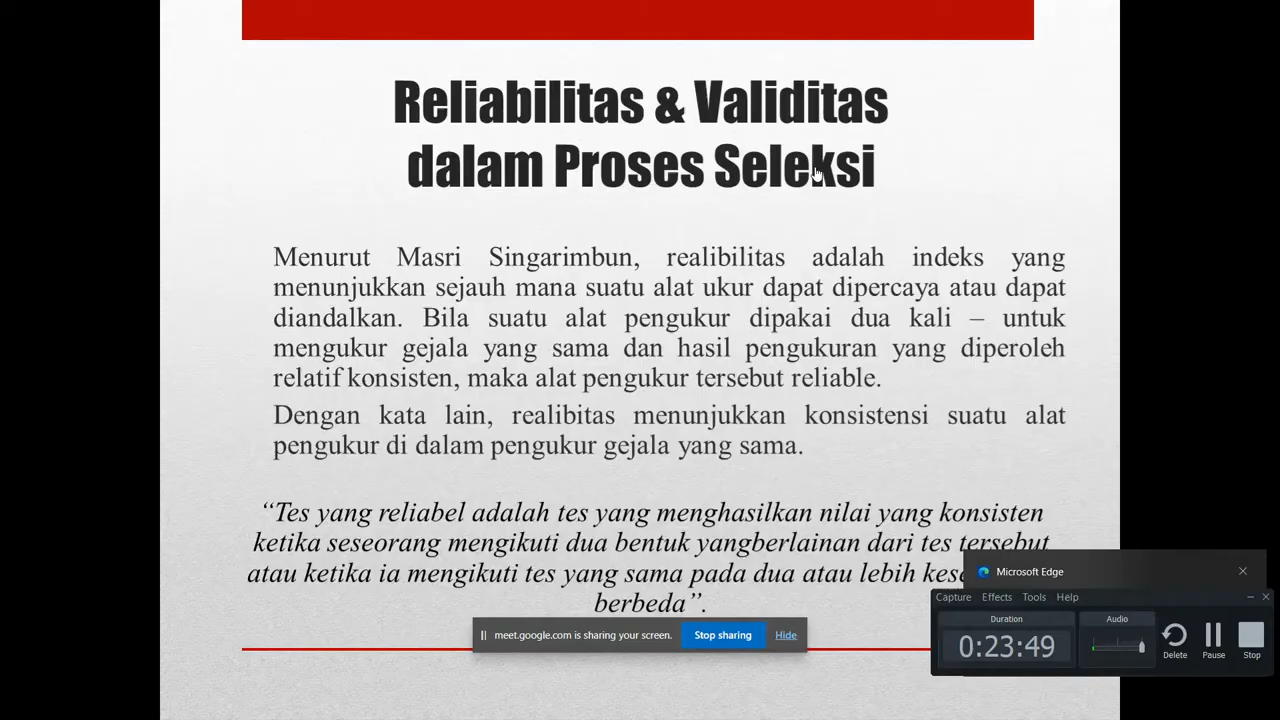 Reliabilitas & Validitas
dalam Proses Seleksi
Menurut Masri Singarimbun, realibilitas adalah indeks yang
menunjukkan sejauh mana suatu alat ukur dapat dipercaya atau dapat
diandalkan. Bila suatu alat pengukur dipakai dua kali – untuk
mengukur gejala yang sama dan hasil pengukuran yang diperoleh
relatif konsisten, maka alat pengukur tersebut reliable.
Dengan kata lain, realibitas menunjukkan konsistensi suatu alat
pengukur di dalam pengukur gejala yang sama.
“Tes yang reliabel adalah tes yang menghasilkan nilai yang konsisten
ketika seseorang mengikuti dua bentuk yangberlainan dari tes tersebut
atau ketika ia mengikuti tes yang sama pada dua atau lebih
berbeda”.
Microsoft Edge
Capture Effects Tools Help
Duration Audio
0:23:49
Delete Pause Stop
meet.google.com is sharing your screen. Stop sharing Hide